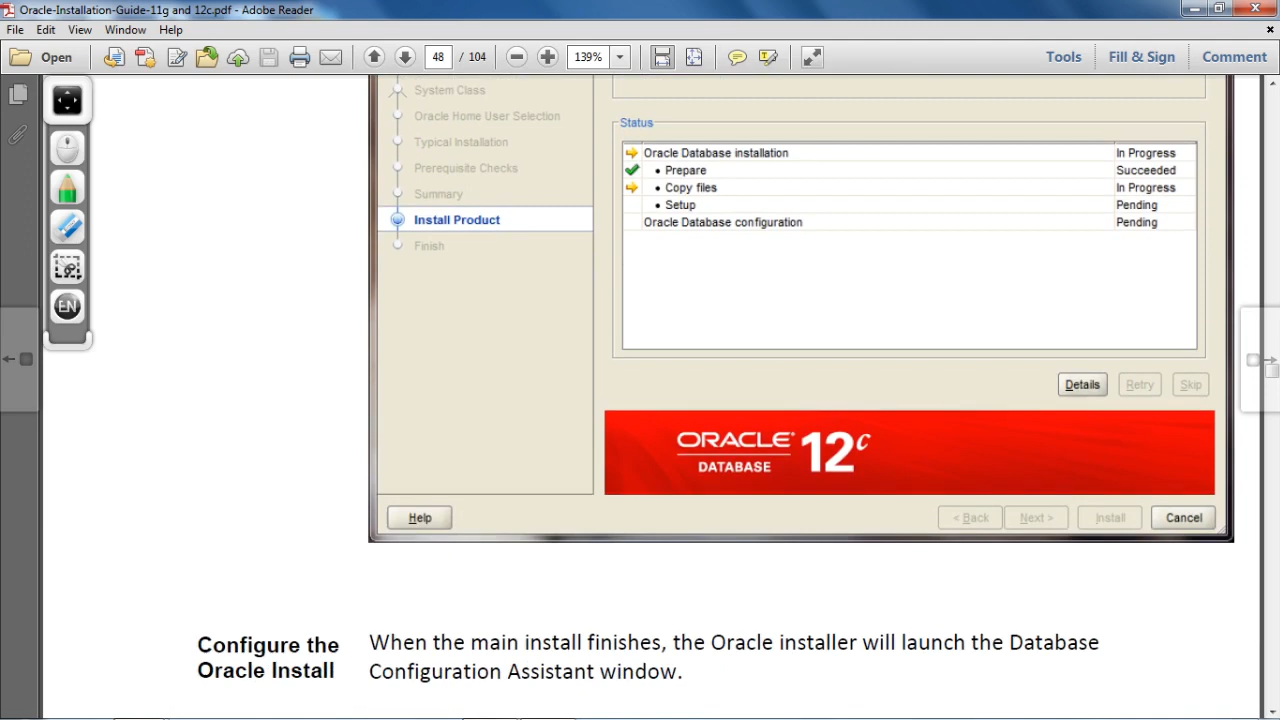 Oracle-Installation-Guide-11g and 12c.pdf - Adobe Reader
File Edit View Window Help
Open 48 / 104 139% Tools Fill & Sign Comment
System Class
Oracle Home User Selection
Typical Installation
Prerequisite Checks
Summary
Install Product
Finish
EN
Status
Oracle Database installation In Progress
• Prepare Succeeded
• Copy files In Progress
• Setup Pending
Oracle Database configuration Pending
Details Retry Skip
ORACLE® 12c
DATABASE
Help < Back Next > Install Cancel
Configure the
Oracle Install
When the main install finishes, the Oracle installer will launch the Database
Configuration Assistant window.